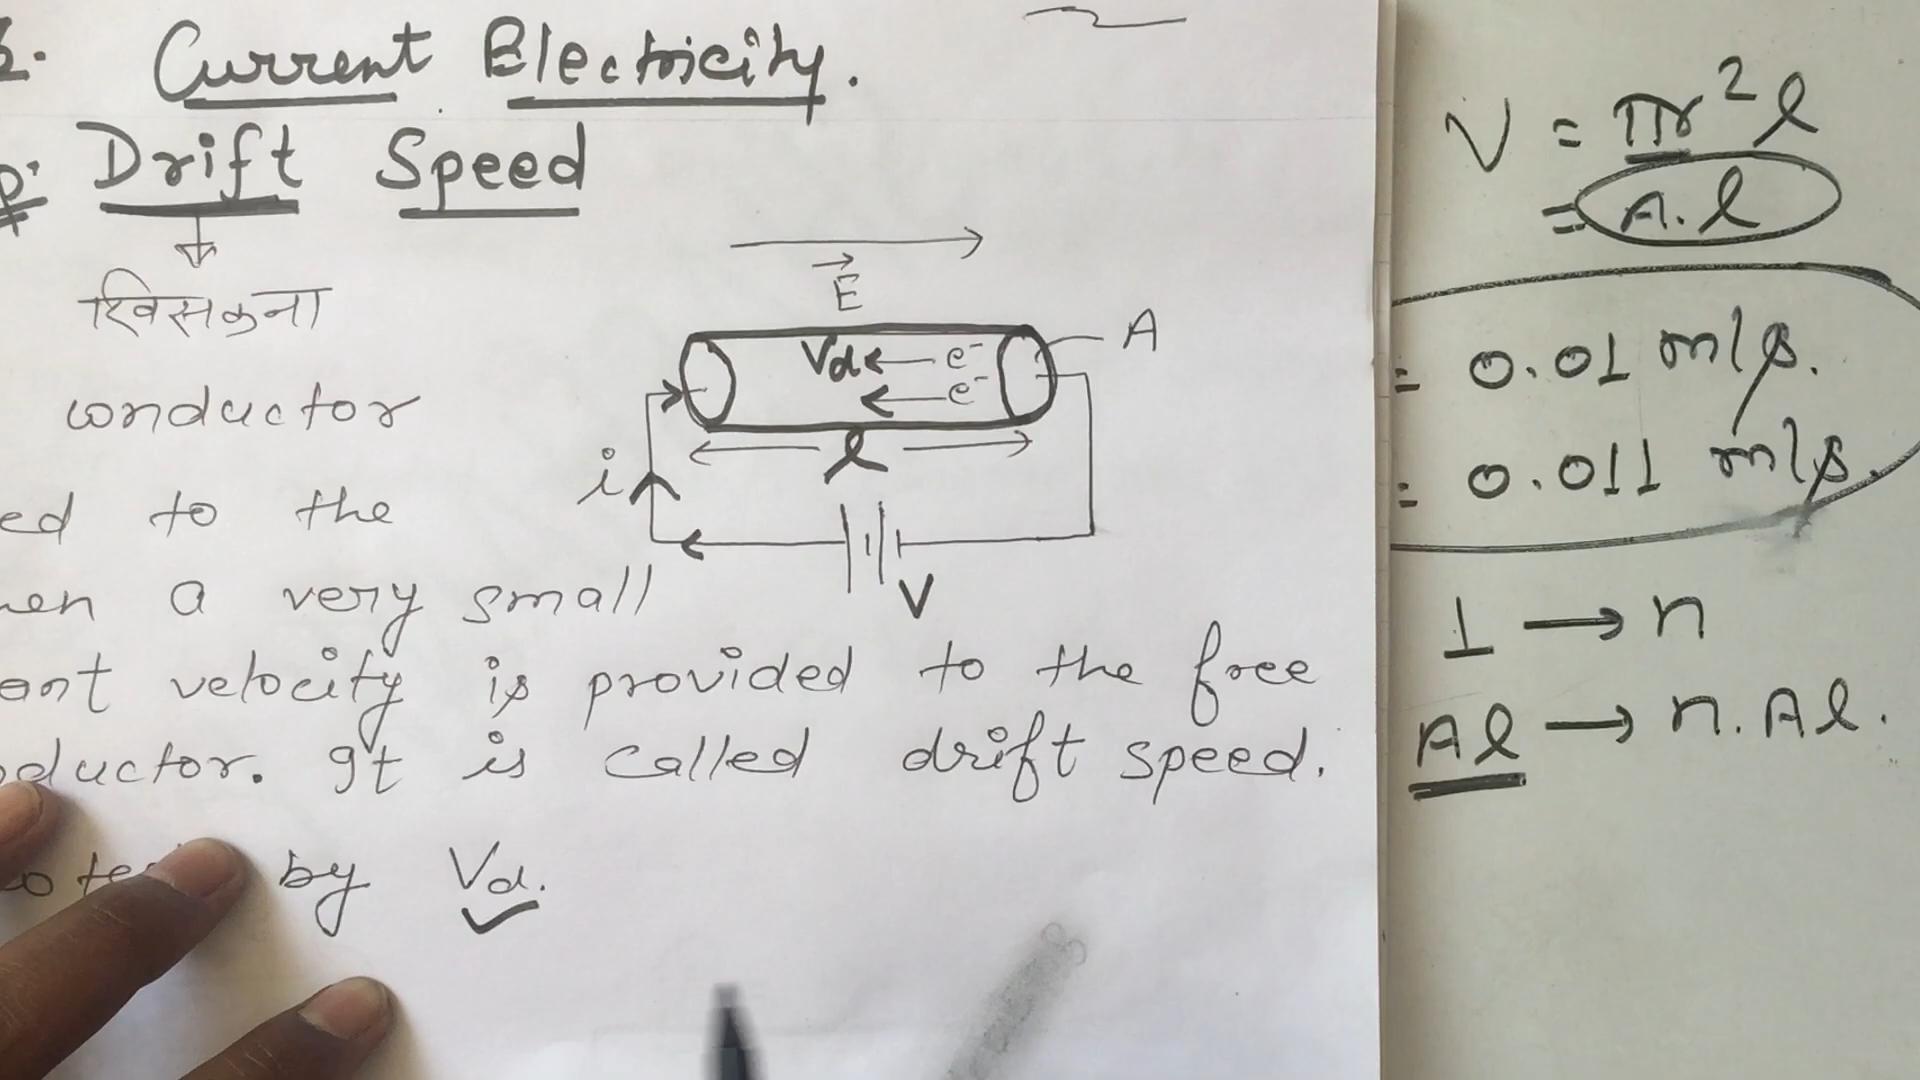 Current Electricity.
Drift Speed
खिसकना
E
A
Vd e-
e-
conductor
l
i
ed to the
V
a very small
velocity is provided to the free
ductor. It is called drift speed.
by Vd.
V = πr²l
= A.l
= 0.01 m/s.
= 0.011 m/s.
1 → n
Al → n.Al.